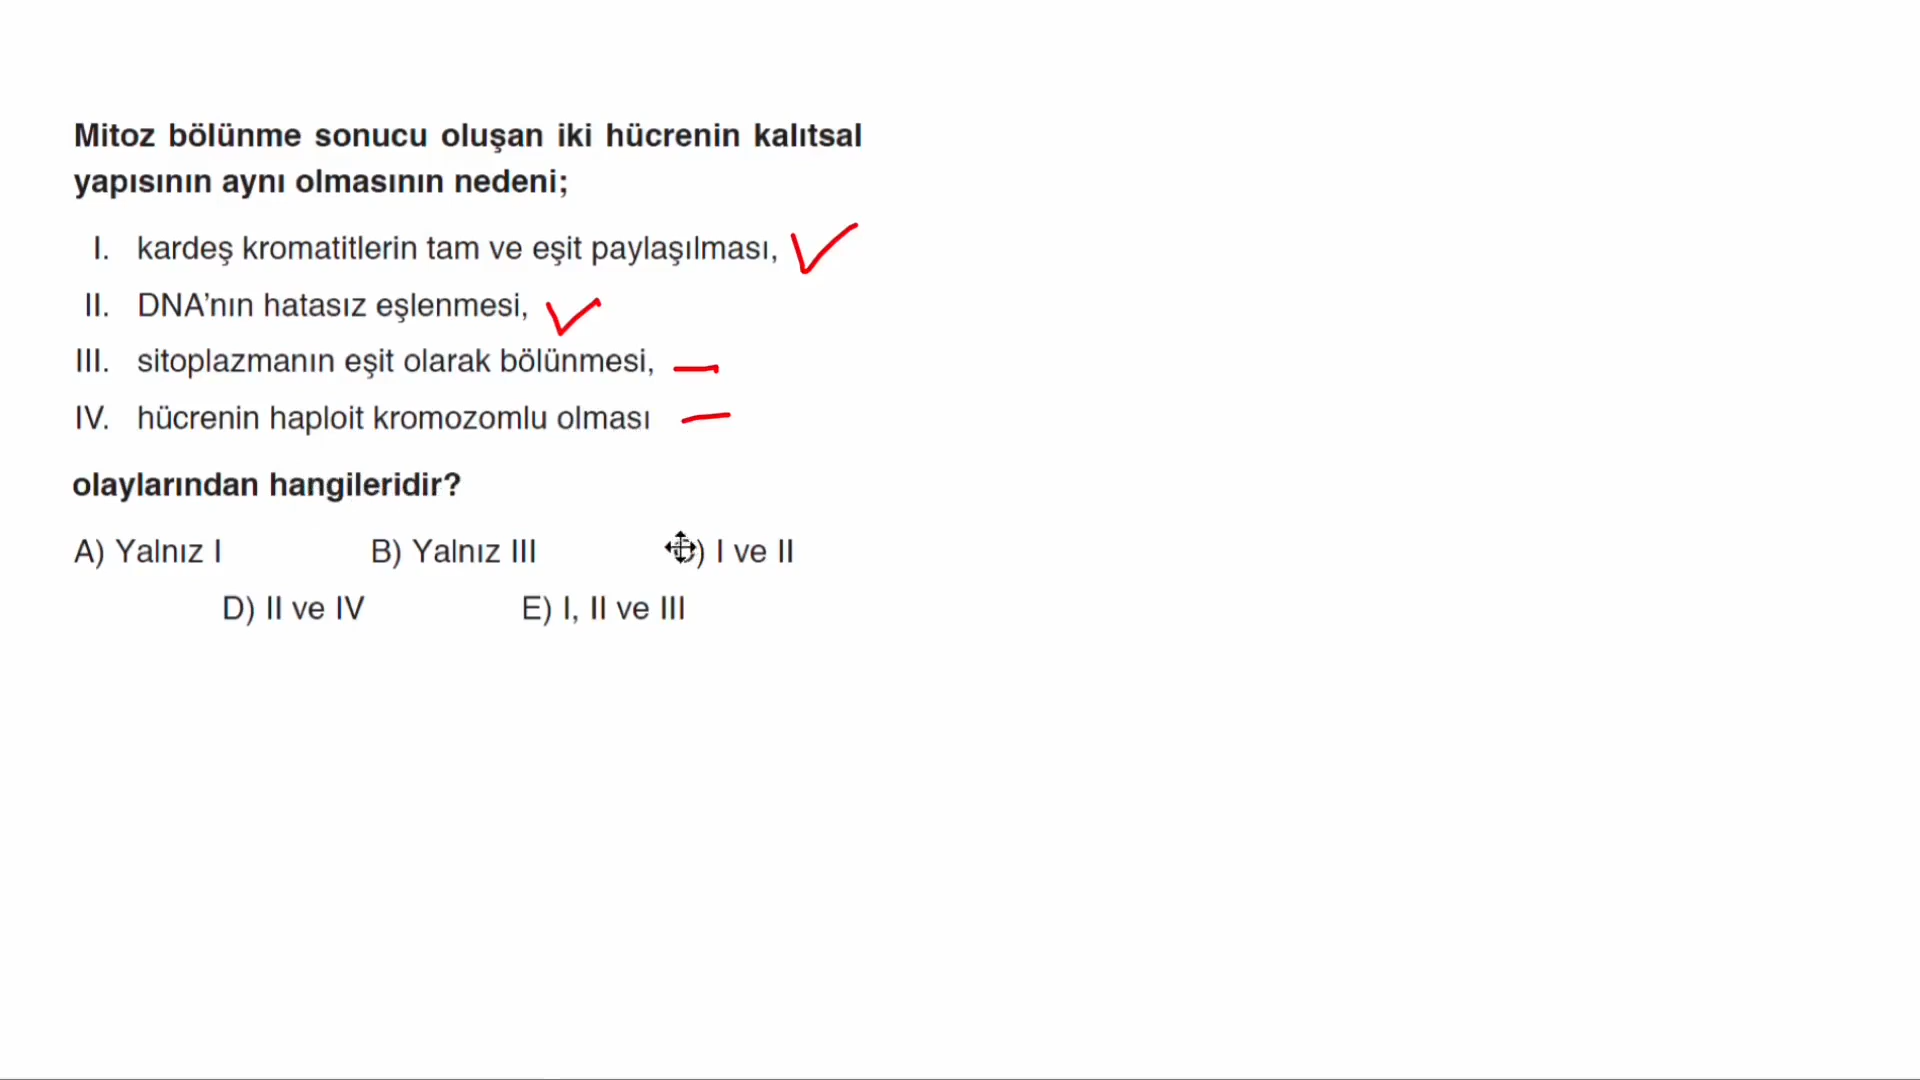 Mitoz bölünme sonucu oluşan iki hücrenin kalıtsal
yapısının aynı olmasının nedeni;
I. kardeş kromatitlerin tam ve eşit paylaşılması,
II. DNA’nın hatasız eşlenmesi,
III. sitoplazmanın eşit olarak bölünmesi,
IV. hücrenin haploit kromozomlu olması
olaylarından hangileridir?
A) Yalnız I B) Yalnız III ) I ve II
D) II ve IV E) I, II ve III